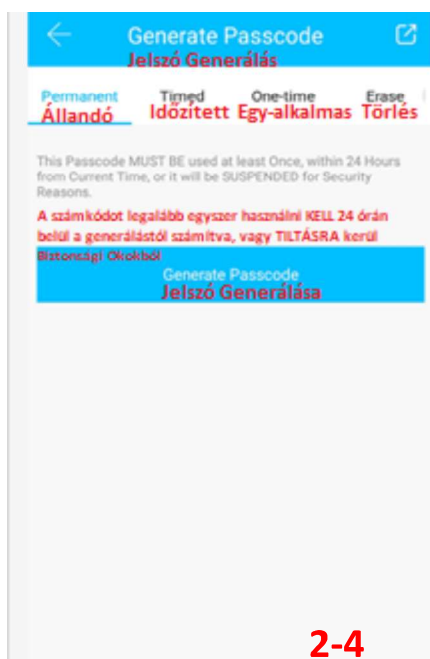 Generate Passcode
Jelszó Generálás
Permanent Timed One-time Erase
Állandó Időzített Egy-alkalmas Törlés
This Passcode MUST BE used at least Once, within 24 Hours
from Current Time, or it will be SUSPENDED for Security
Reasons.
A számkódot legalább egyszer használni KELL 24 órán
belül a generálástól számítva, vagy TILTÁSRA kerül
Biztonsági Okokból
Generate Passcode
Jelszó Generálása
2-4